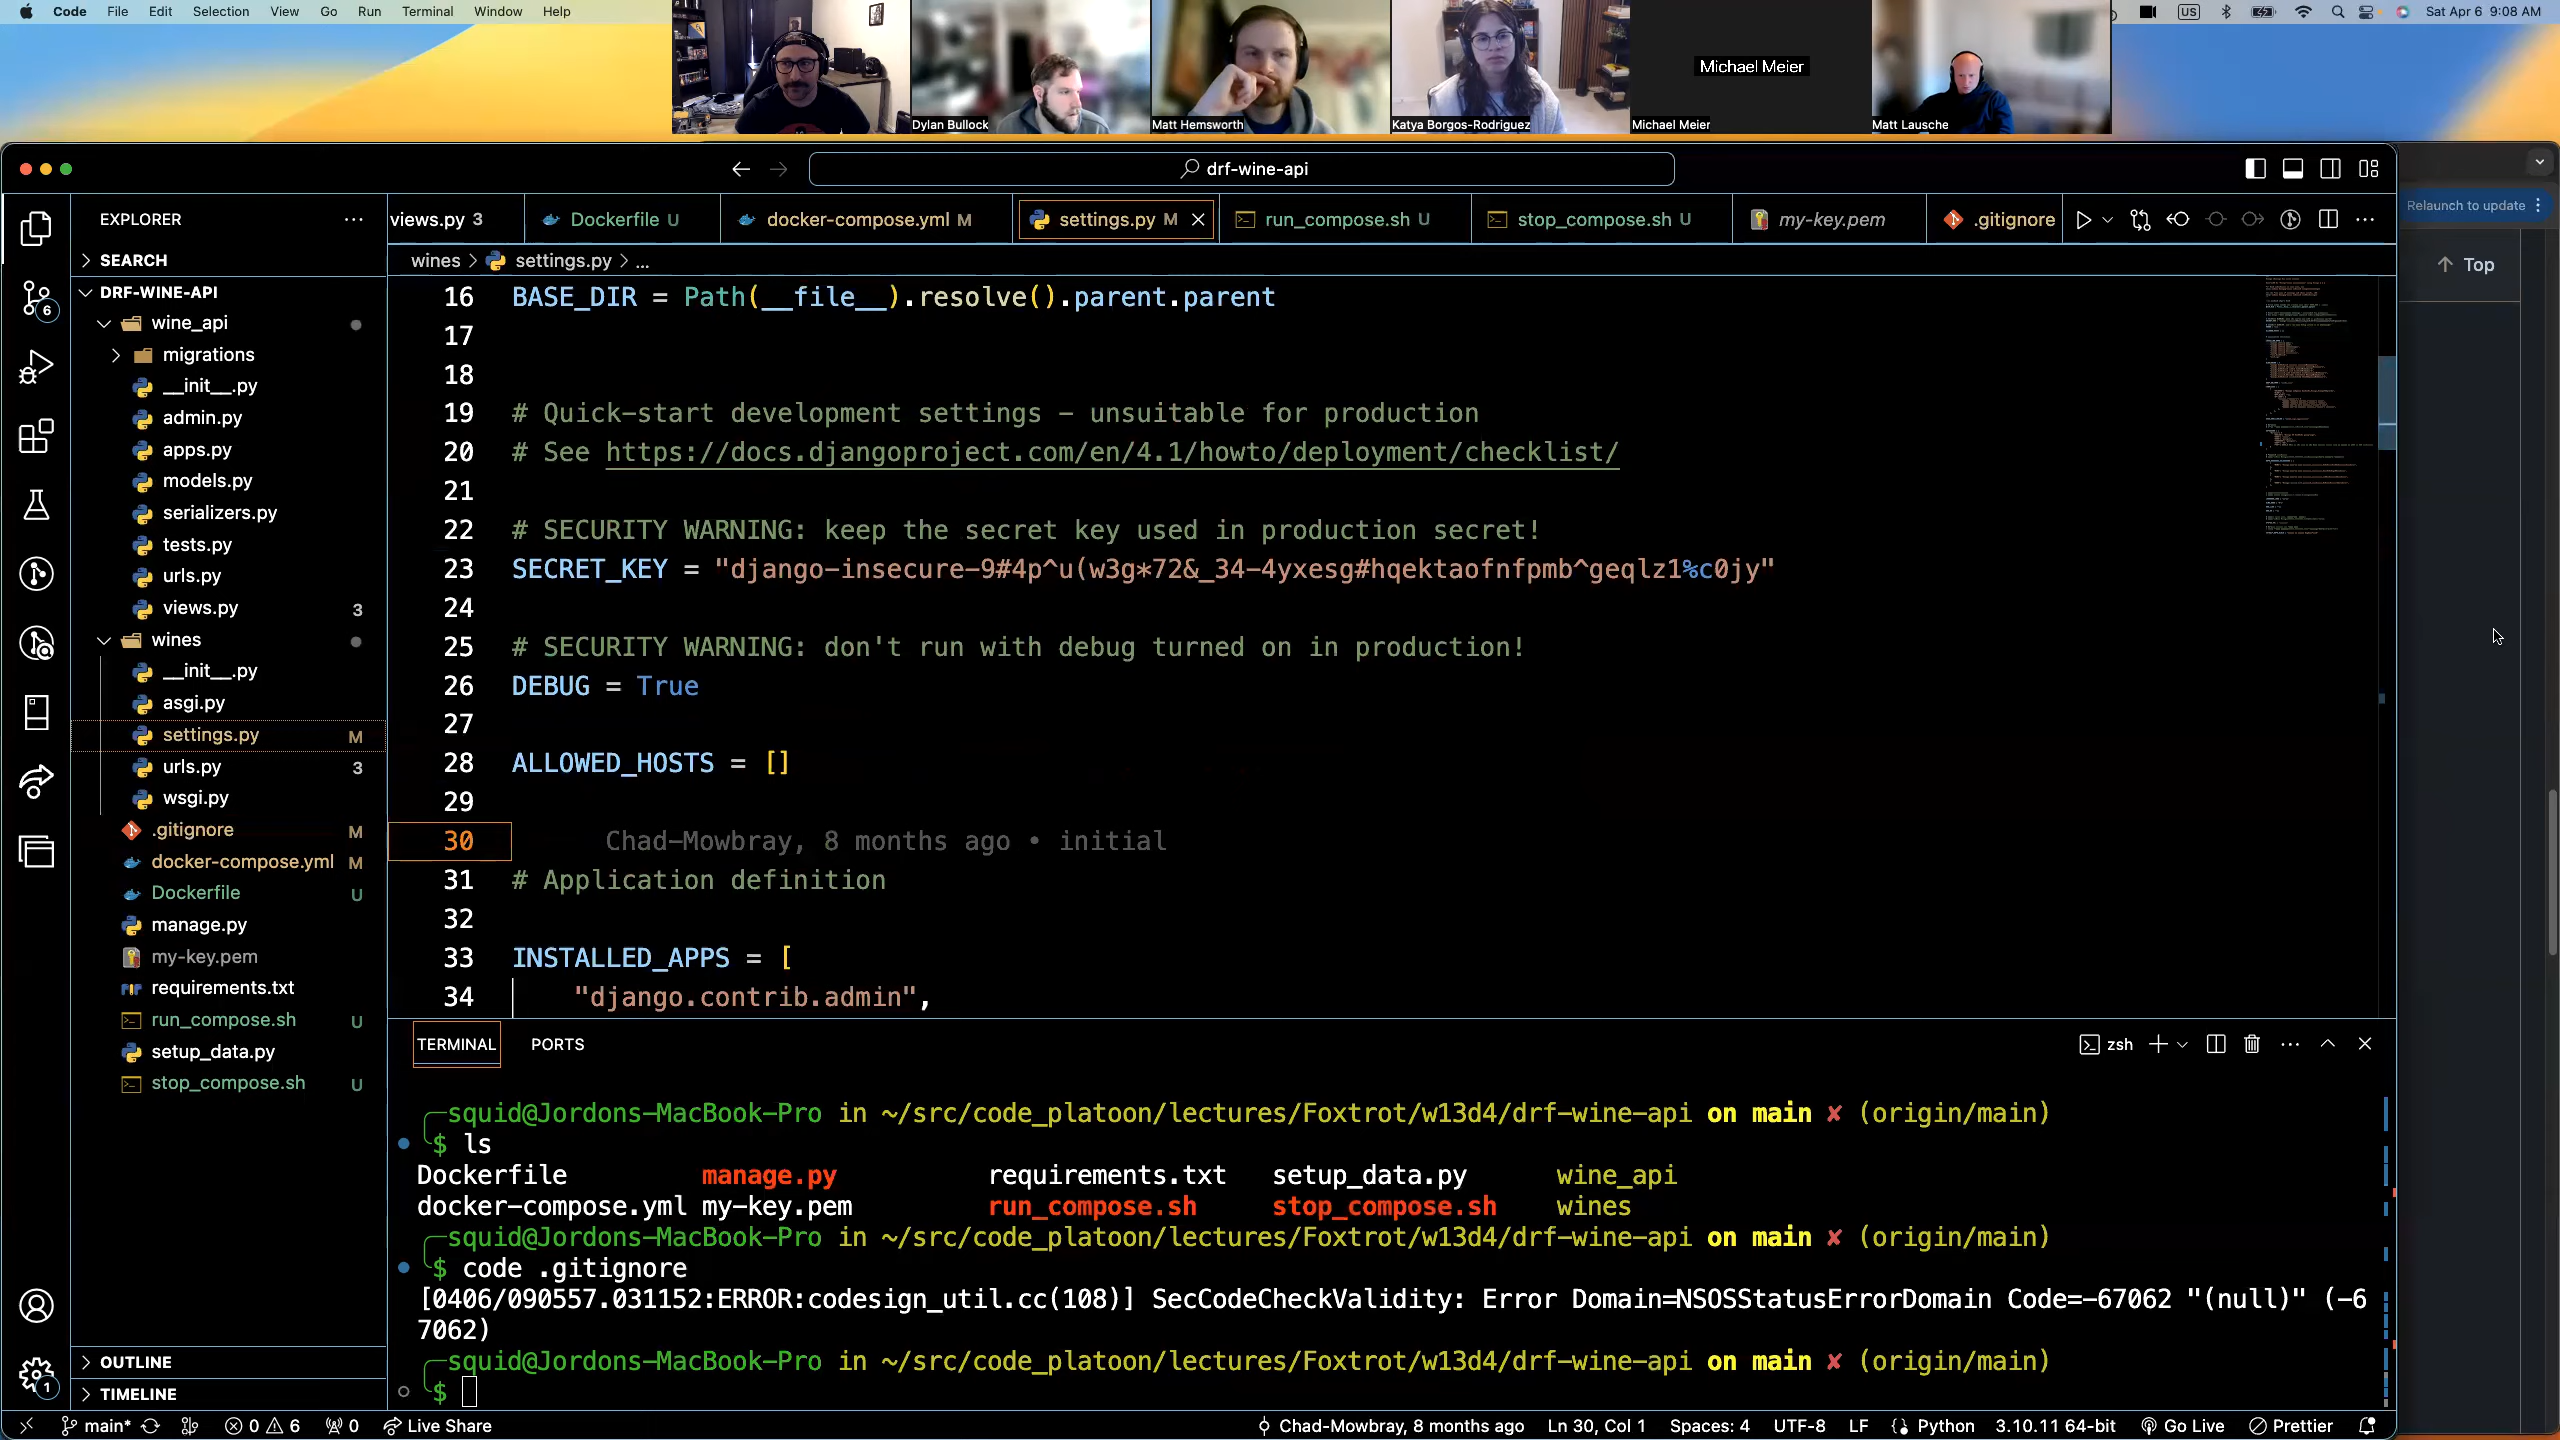 Code File Edit Selection View Go Run Terminal Window Help
US
Sat Apr 6 9:08 AM
Michael Meier
Dylan Bullock
Matt Hemsworth
Katya Borgos-Rodriguez
Michael Meier
Matt Lausche
drf-wine-api
Relaunch to update
Top
EXPLORER
views.py 3
Dockerfile U
docker-compose.yml M
settings.py M
run_compose.sh U
stop_compose.sh U
my-key.pem
.gitignore
SEARCH
wines > settings.py > ...
DRF-WINE-API
wine_api
migrations
__init__.py
admin.py
apps.py
models.py
serializers.py
tests.py
urls.py
views.py 3
wines
__init__.py
asgi.py
settings.py M
urls.py 3
wsgi.py
.gitignore M
docker-compose.yml M
Dockerfile U
manage.py
my-key.pem
requirements.txt
run_compose.sh U
setup_data.py
stop_compose.sh U
OUTLINE
TIMELINE
6
1
16 BASE_DIR = Path(__file__).resolve().parent.parent
17
18
19 # Quick-start development settings - unsuitable for production
20 # See https://docs.djangoproject.com/en/4.1/howto/deployment/checklist/
21
22 # SECURITY WARNING: keep the secret key used in production secret!
23 SECRET_KEY = "django-insecure-9#4p^u(w3g*72&_34-4yxesg#hqektaofnfpmb^geqlz1%c0jy"
24
25 # SECURITY WARNING: don't run with debug turned on in production!
26 DEBUG = True
27
28 ALLOWED_HOSTS = []
29
30 Chad-Mowbray, 8 months ago • initial
31 # Application definition
32
33 INSTALLED_APPS = [
34 "django.contrib.admin",
TERMINAL PORTS
zsh
squid@Jordons-MacBook-Pro in ~/src/code_platoon/lectures/Foxtrot/w13d4/drf-wine-api on main ✘ (origin/main)
$ ls
Dockerfile manage.py requirements.txt setup_data.py wine_api
docker-compose.yml my-key.pem run_compose.sh stop_compose.sh wines
squid@Jordons-MacBook-Pro in ~/src/code_platoon/lectures/Foxtrot/w13d4/drf-wine-api on main ✘ (origin/main)
$ code .gitignore
[0406/090557.031152:ERROR:codesign_util.cc(108)] SecCodeCheckValidity: Error Domain=NSOSStatusErrorDomain Code=-67062 "(null)" (-6
7062)
squid@Jordons-MacBook-Pro in ~/src/code_platoon/lectures/Foxtrot/w13d4/drf-wine-api on main ✘ (origin/main)
$
main* 0 6 0 Live Share
Chad-Mowbray, 8 months ago Ln 30, Col 1 Spaces: 4 UTF-8 LF Python 3.10.11 64-bit Go Live Prettier